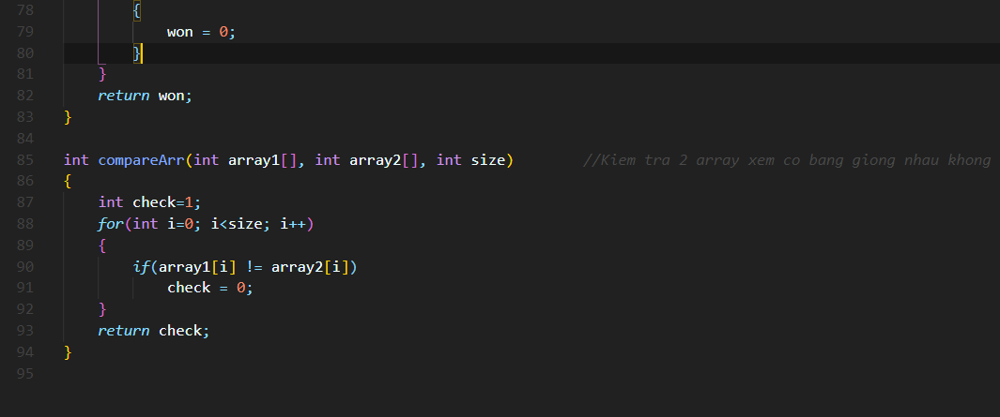 78 {
79 won = 0;
80 }
81 }
82 return won;
83 }
84
85 int compareArr(int array1[], int array2[], int size) //Kiem tra 2 array xem co bang giong nhau khong
86 {
87 int check=1;
88 for(int i=0; i<size; i++)
89 {
90 if(array1[i] != array2[i])
91 check = 0;
92 }
93 return check;
94 }
95